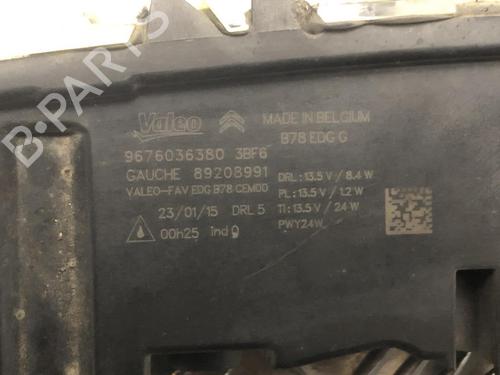 B-PARTS
Valeo
MADE IN BELGIUM
B78 EDG G
9676036380 3BF6
GAUCHE 89208991
VALEO-FAV EDG B78 CEM00
DRL : 13.5 V / 8.4 W
PL : 13.5 V / 1.2 W
TI : 13.5 V / 24 W
PWY24W
23/01/15 DRL 5
00h25 ind